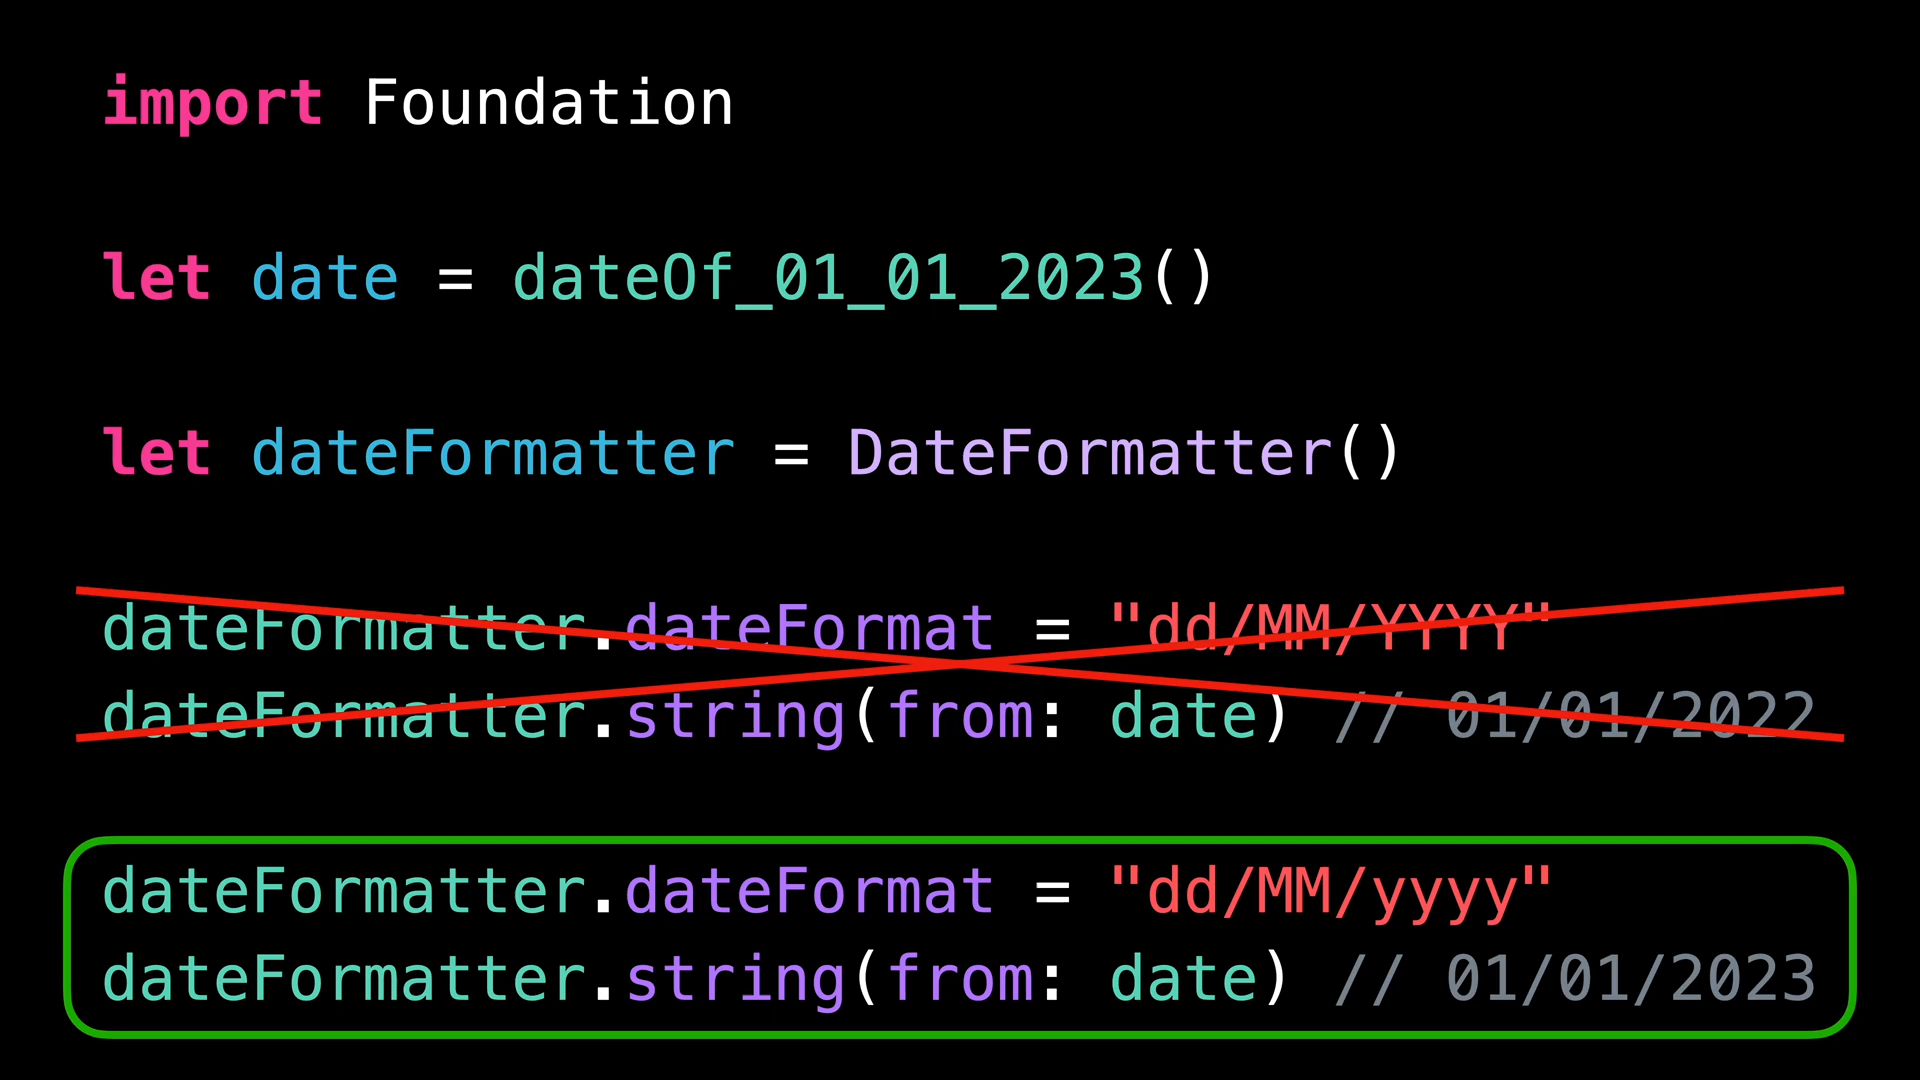 import Foundation
let date = dateOf_01_01_2023()
let dateFormatter = DateFormatter()
dateFormatter.dateFormat = "dd/MM/YYYY"
dateFormatter.string(from: date) // 01/01/2022
dateFormatter.dateFormat = "dd/MM/yyyy"
dateFormatter.string(from: date) // 01/01/2023